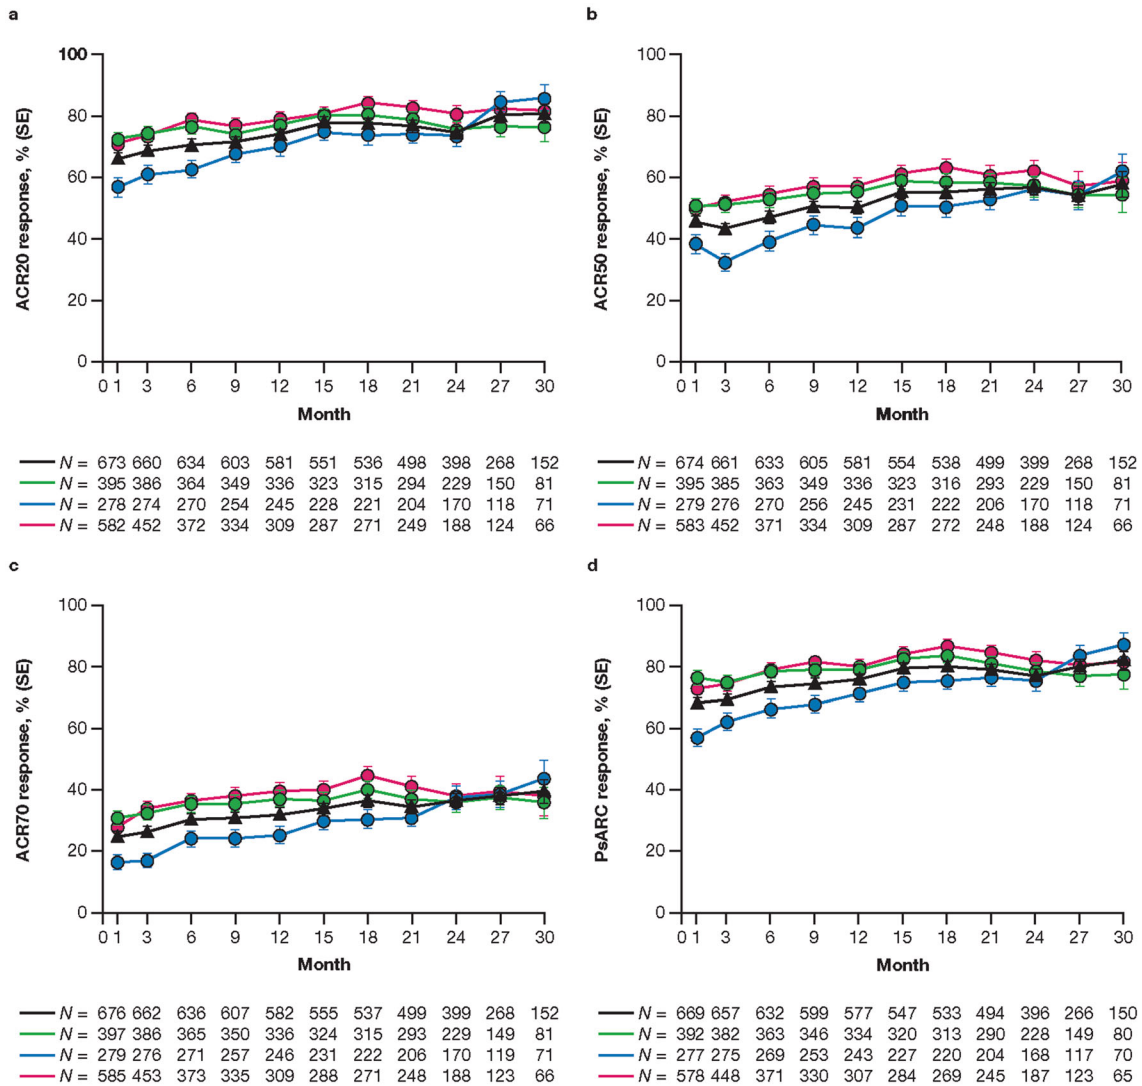 a
100
80
60
40
20
0
ACR20 response, % (SE)
0 1 3 6 9 12 15 18 21 24 27 30
Month
N = 673 660 634 603 581 551 536 498 398 268 152
N = 395 386 364 349 336 323 315 294 229 150 81
N = 278 274 270 254 245 228 221 204 170 118 71
N = 582 452 372 334 309 287 271 249 188 124 66
b
100
80
60
40
20
0
ACR50 response, % (SE)
0 1 3 6 9 12 15 18 21 24 27 30
Month
N = 674 661 633 605 581 554 538 499 399 268 152
N = 395 385 363 349 336 323 316 293 229 150 81
N = 279 276 270 256 245 231 222 206 170 118 71
N = 583 452 371 334 309 287 272 248 188 124 66
c
100
80
60
40
20
0
ACR70 response, % (SE)
0 1 3 6 9 12 15 18 21 24 27 30
Month
N = 676 662 636 607 582 555 537 499 399 268 152
N = 397 386 365 350 336 324 315 293 229 149 81
N = 279 276 271 257 246 231 222 206 170 119 71
N = 585 453 373 335 309 288 271 248 188 123 66
d
100
80
60
40
20
0
PsARC response, % (SE)
0 1 3 6 9 12 15 18 21 24 27 30
Month
N = 669 657 632 599 577 547 533 494 396 266 150
N = 392 382 363 346 334 320 313 290 228 149 80
N = 277 275 269 253 243 227 220 204 168 117 70
N = 578 448 371 330 307 284 269 245 187 123 65